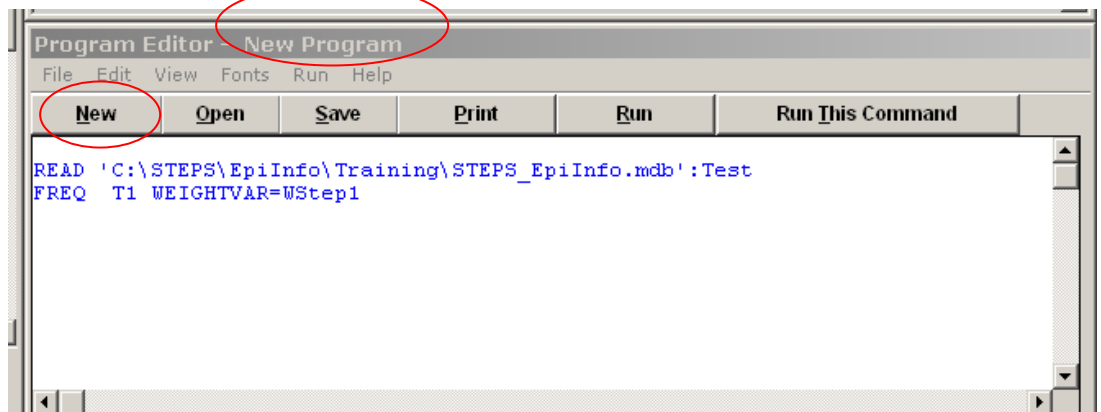 Program Editor - New Program
File Edit View Fonts Run Help
New Open Save Print Run Run This Command
READ 'C:\STEPS\EpiInfo\Training\STEPS_EpiInfo.mdb':Test
FREQ T1 WEIGHTVAR=WStep1